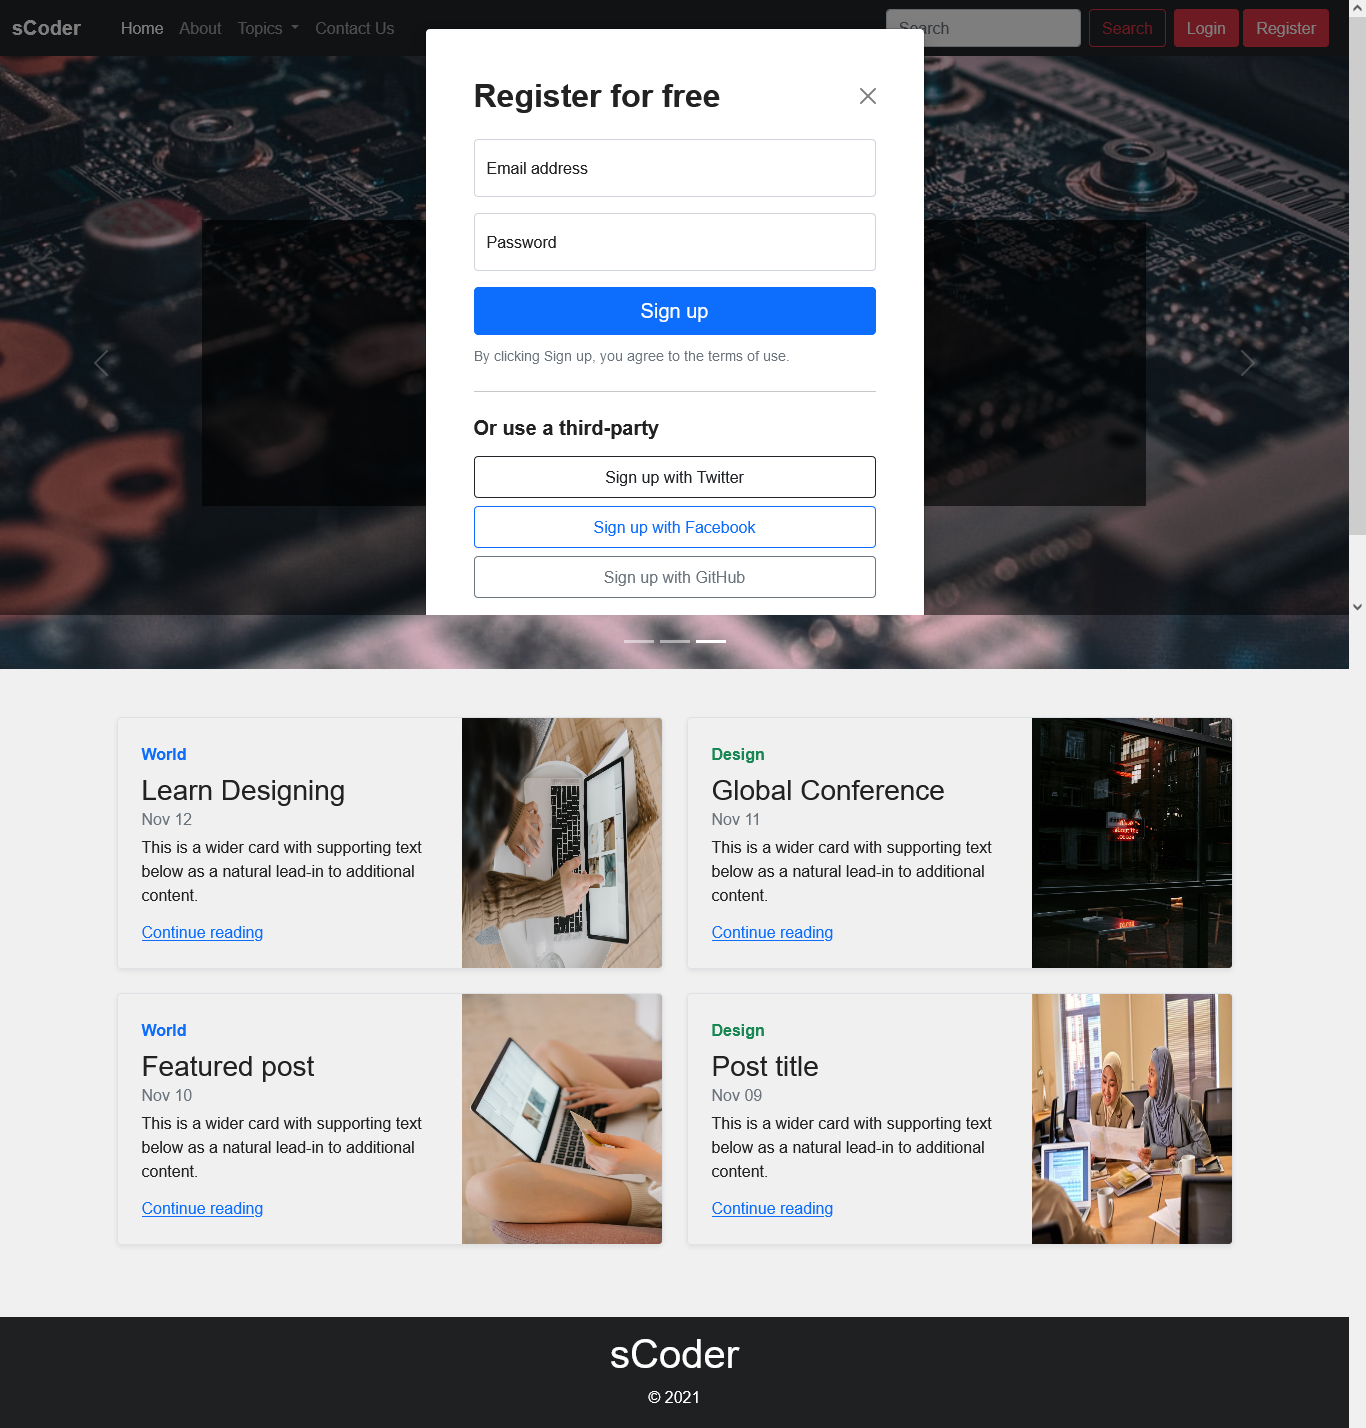 sCoder
Home
About
Topics
Contact Us
Search
Search
Login
Register
Register for free
Email address
Password
Sign up
By clicking Sign up, you agree to the terms of use.
Or use a third-party
Sign up with Twitter
Sign up with Facebook
Sign up with GitHub
World
Learn Designing
Nov 12
This is a wider card with supporting text
below as a natural lead-in to additional
content.
Continue reading
Design
Global Conference
Nov 11
This is a wider card with supporting text
below as a natural lead-in to additional
content.
Continue reading
World
Featured post
Nov 10
This is a wider card with supporting text
below as a natural lead-in to additional
content.
Continue reading
Design
Post title
Nov 09
This is a wider card with supporting text
below as a natural lead-in to additional
content.
Continue reading
sCoder
© 2021